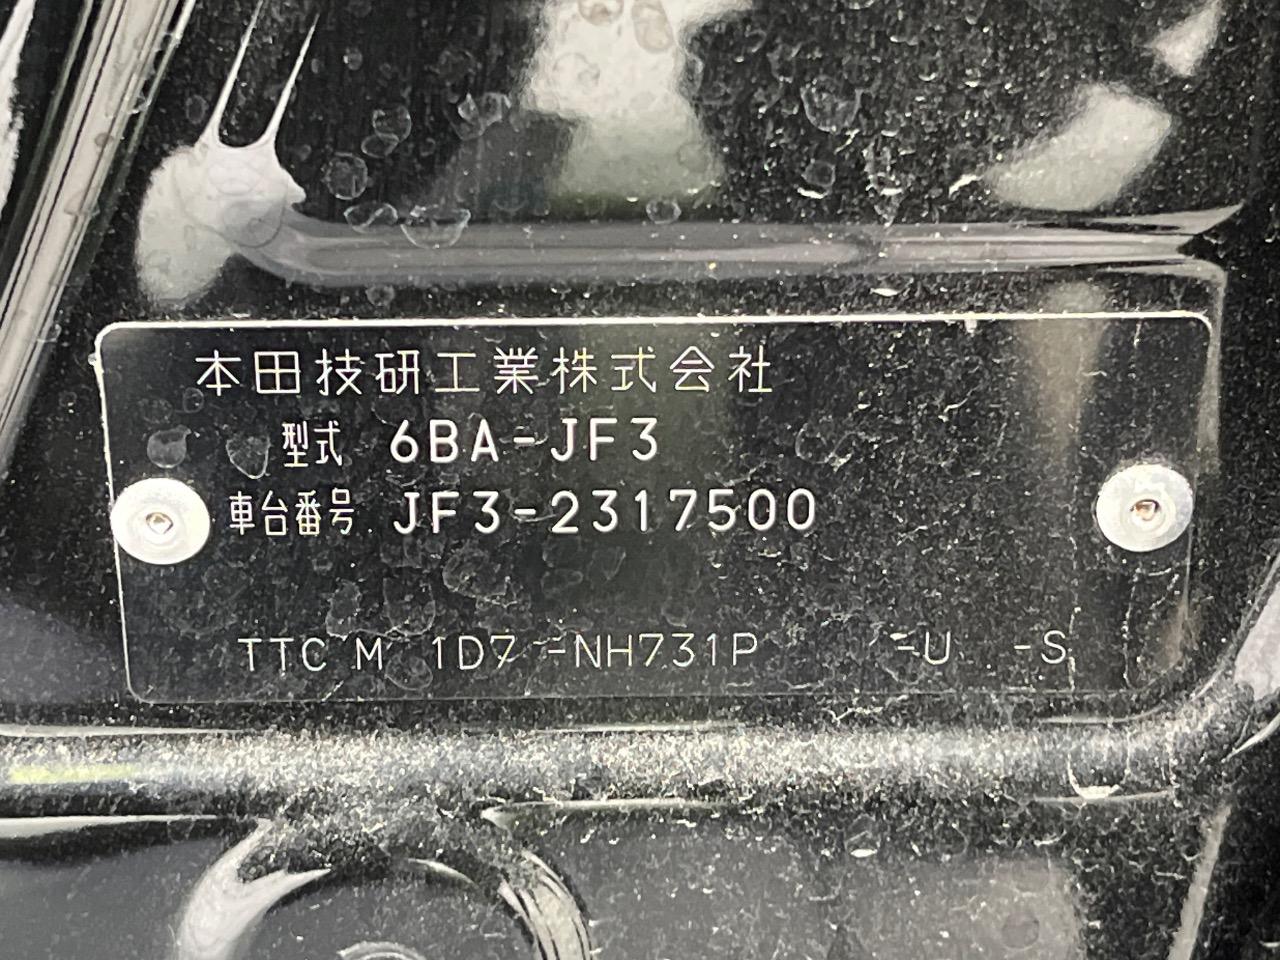 本田技研工業株式会社
型式 6BA-JF3
車台番号 JF3-2317500
TTC M 1D7 -NH731P -U -S